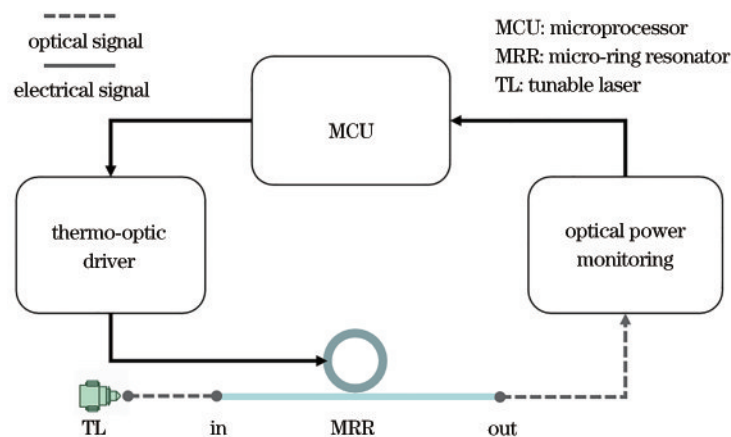 optical signal
electrical signal
MCU: microprocessor
MRR: micro-ring resonator
TL: tunable laser
MCU
thermo-optic
driver
optical power
monitoring
TL
in
MRR
out